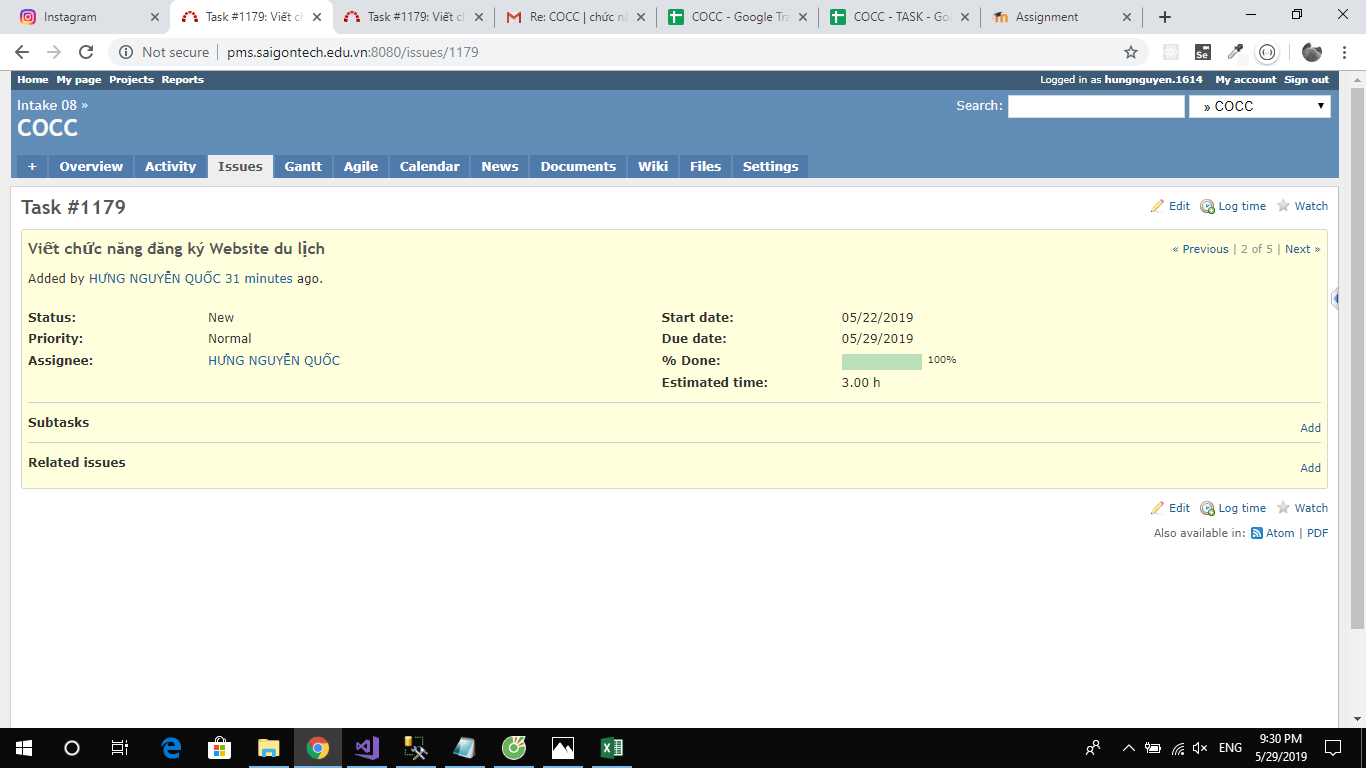 Instagram
Task #1179: Viết ch
Task #1179: Viết ch
Re: COCC | chức nă
COCC - Google Tra
COCC - TASK - Goo
Assignment
Not secure | pms.saigontech.edu.vn:8080/issues/1179
Home My page Projects Reports
Logged in as hungnguyen.1614 My account Sign out
Intake 08 »
Search: » COCC
COCC
+ Overview Activity Issues Gantt Agile Calendar News Documents Wiki Files Settings
Task #1179
Edit Log time Watch
Viết chức năng đăng ký Website du lịch
« Previous | 2 of 5 | Next »
Added by HƯNG NGUYỄN QUỐC 31 minutes ago.
Status: New Start date: 05/22/2019
Priority: Normal Due date: 05/29/2019
Assignee: HƯNG NGUYỄN QUỐC % Done: 100%
Estimated time: 3.00 h
Subtasks
Add
Related issues
Add
Edit Log time Watch
Also available in: Atom | PDF
ENG
9:30 PM
5/29/2019